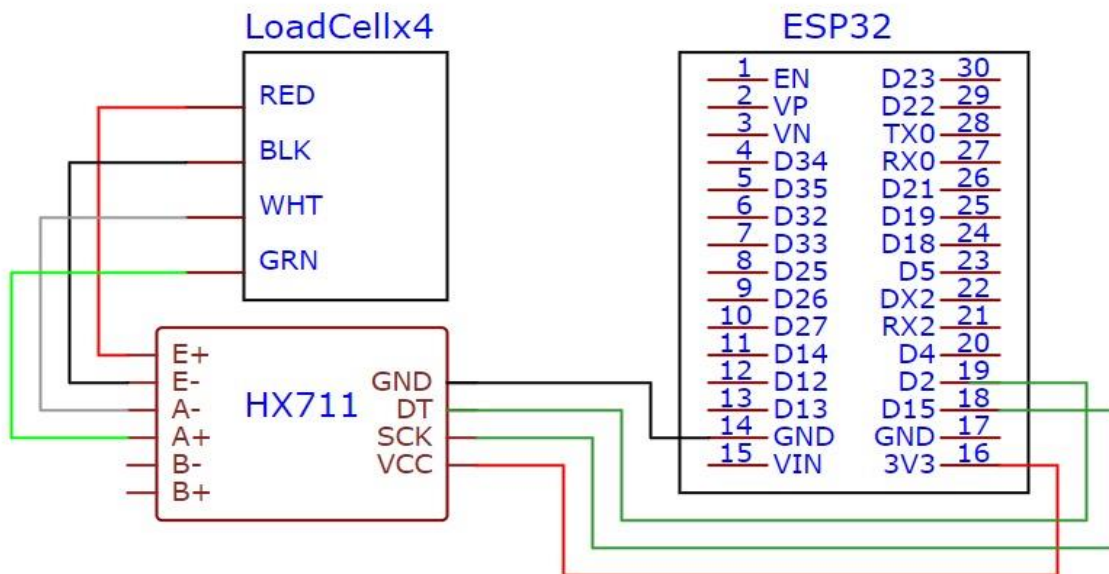 LoadCellx4
RED
BLK
WHT
GRN
HX711
E+
E-
A-
A+
B-
B+
GND
DT
SCK
VCC
ESP32
1 EN
2 VP
3 VN
4 D34
5 D35
6 D32
7 D33
8 D25
9 D26
10 D27
11 D14
12 D12
13 D13
14 GND
15 VIN
D23 30
D22 29
TX0 28
RX0 27
D21 26
D19 25
D18 24
D5 23
DX2 22
RX2 21
D4 20
D2 19
D15 18
GND 17
3V3 16